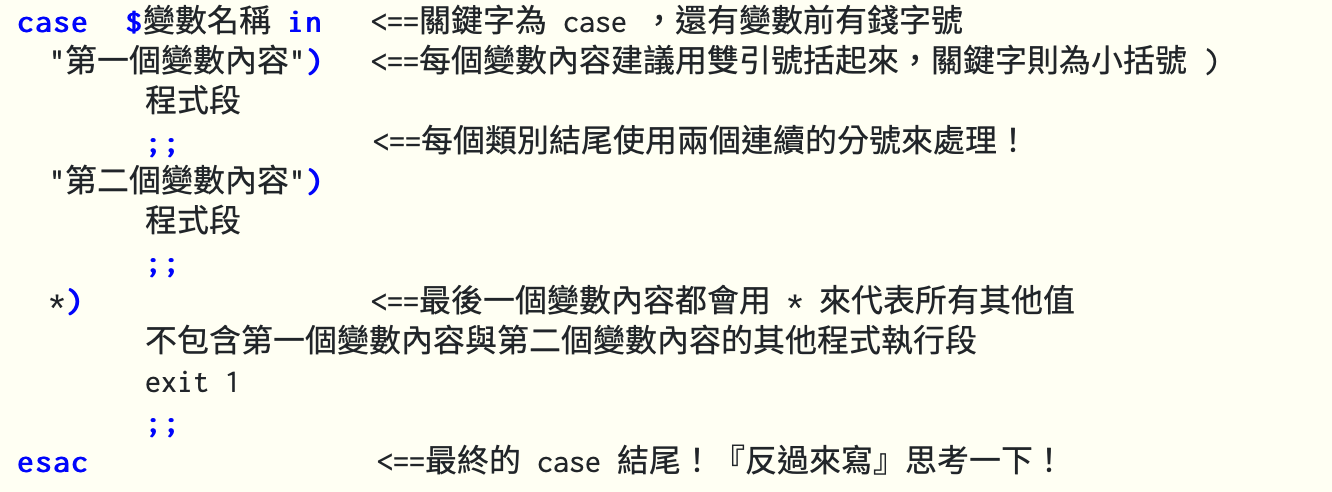 case  $變數名稱 in   <==關鍵字為 case ，還有變數前有錢字號
  "第一個變數內容")   <==每個變數內容建議用雙引號括起來，關鍵字則為小括號 )
        程式段
        ;;            <==每個類別結尾使用兩個連續的分號來處理！
  "第二個變數內容")
        程式段
        ;;
  *)                  <==最後一個變數內容都會用 * 來代表所有其他值
        不包含第一個變數內容與第二個變數內容的其他程式執行段
        exit 1
        ;;
esac                  <==最終的 case 結尾！『反過來寫』思考一下！